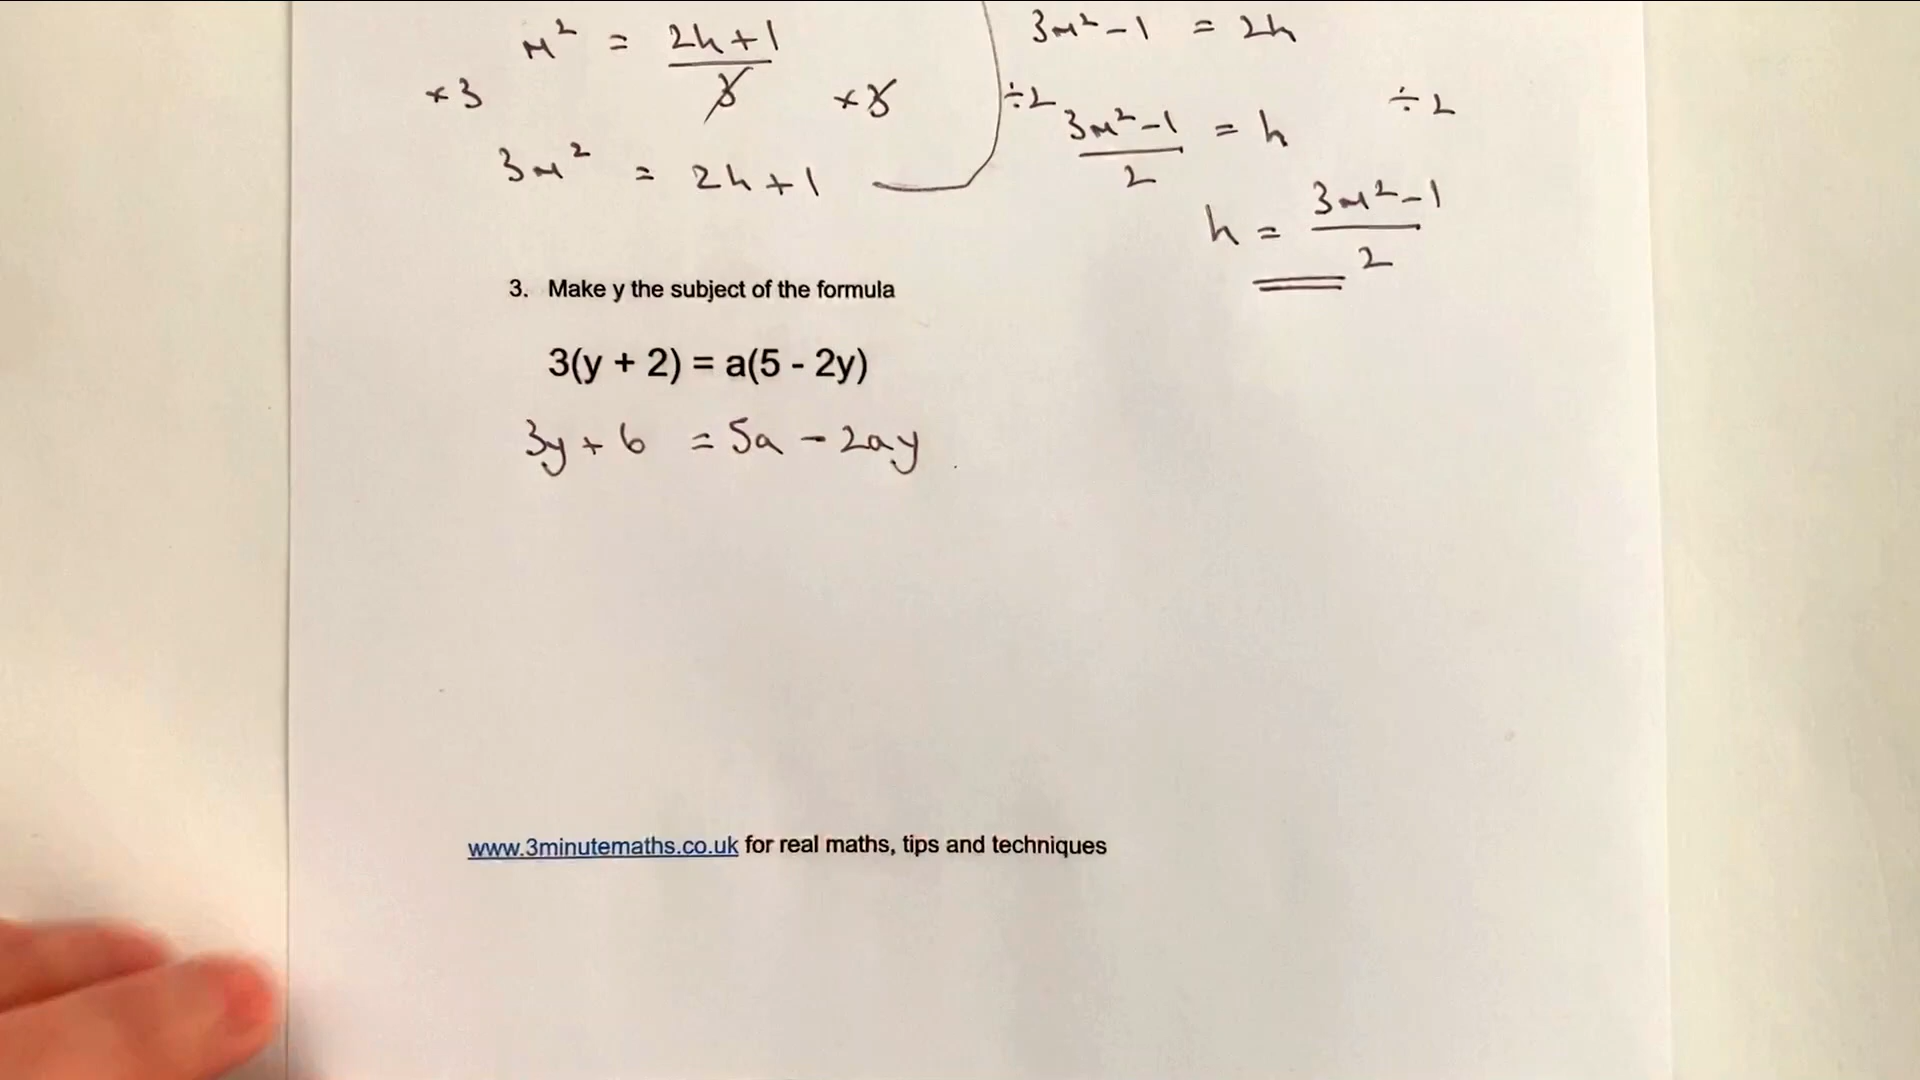 m² = 2h+1/3
×3 ×3
3m² = 2h+1
3m²-1 = 2h
÷2 3m²-1/2 = h ÷2
h = 3m²-1/2
3. Make y the subject of the formula
3(y + 2) = a(5 - 2y)
3y + 6 = 5a - 2ay
www.3minutemaths.co.uk for real maths, tips and techniques